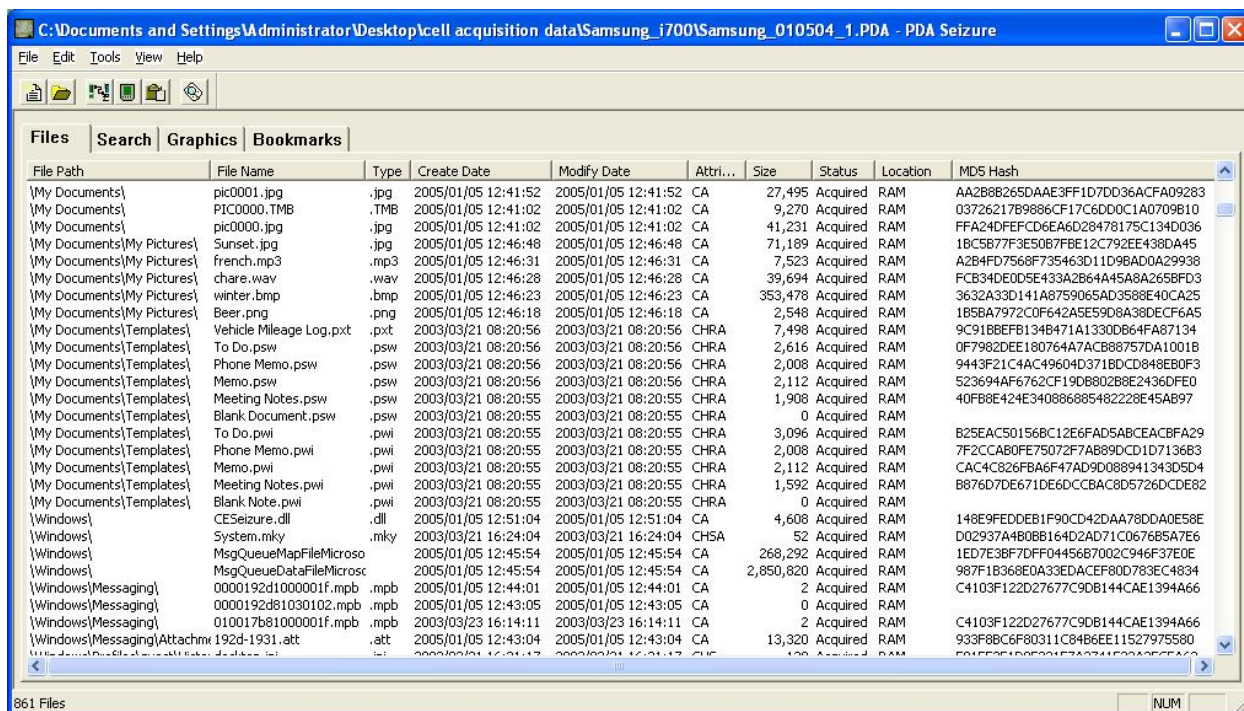 C:\Documents and Settings\Administrator\Desktop\cell acquisition data\Samsung_i700\Samsung_010504_1.PDA - PDA Seizure
File Edit Tools View Help
Files Search Graphics Bookmarks
File Path File Name Type Create Date Modify Date Attri... Size Status Location MD5 Hash
\My Documents\ pic0001.jpg .jpg 2005/01/05 12:41:52 2005/01/05 12:41:52 CA 27,495 Acquired RAM AA2B8B265DAAE3FF1D7DD36ACFA09283
\My Documents\ PIC0000.TMB .TMB 2005/01/05 12:41:02 2005/01/05 12:41:02 CA 9,270 Acquired RAM 03726217B9886CF17C6DD0C1A0709B10
\My Documents\ pic0000.jpg .jpg 2005/01/05 12:41:02 2005/01/05 12:41:02 CA 41,231 Acquired RAM FFA24DFEFCD6EA6D28478175C134D036
\My Documents\My Pictures\ Sunset.jpg .jpg 2005/01/05 12:46:48 2005/01/05 12:46:48 CA 71,189 Acquired RAM 1BC5B77F3E50B7FBE12C792EE438DA45
\My Documents\My Pictures\ french.mp3 .mp3 2005/01/05 12:46:31 2005/01/05 12:46:31 CA 7,523 Acquired RAM A2B4FD7568F735463D11D9BAD0A29938
\My Documents\My Pictures\ chare.wav .wav 2005/01/05 12:46:28 2005/01/05 12:46:28 CA 39,694 Acquired RAM FCB34DE0D5E433A2B64A45A8A265BFD3
\My Documents\My Pictures\ winter.bmp .bmp 2005/01/05 12:46:23 2005/01/05 12:46:23 CA 353,478 Acquired RAM 3632A33D141A8759065AD3588E40CA25
\My Documents\My Pictures\ Beer.png .png 2005/01/05 12:46:18 2005/01/05 12:46:18 CA 2,548 Acquired RAM 1B5BA7972C0F642A5E59D8A38DECF6A5
\My Documents\Templates\ Vehicle Mileage Log.pxt .pxt 2003/03/21 08:20:56 2003/03/21 08:20:56 CHRA 7,498 Acquired RAM 9C91BBEFB134B471A1330DB64FA87134
\My Documents\Templates\ To Do.psw .psw 2003/03/21 08:20:56 2003/03/21 08:20:56 CHRA 2,616 Acquired RAM 0F7982DEE180764A7ACB88757DA1001B
\My Documents\Templates\ Phone Memo.psw .psw 2003/03/21 08:20:56 2003/03/21 08:20:56 CHRA 2,008 Acquired RAM 9443F21C4AC49604D371BDCD848EB0F3
\My Documents\Templates\ Memo.psw .psw 2003/03/21 08:20:56 2003/03/21 08:20:56 CHRA 2,112 Acquired RAM 523694AF6762CF19DB802B8E2436DFE0
\My Documents\Templates\ Meeting Notes.psw .psw 2003/03/21 08:20:55 2003/03/21 08:20:55 CHRA 1,908 Acquired RAM 40FB8E424E340886885482228E45AB97
\My Documents\Templates\ Blank Document.psw .psw 2003/03/21 08:20:55 2003/03/21 08:20:55 CHRA 0 Acquired RAM
\My Documents\Templates\ To Do.pwi .pwi 2003/03/21 08:20:55 2003/03/21 08:20:55 CHRA 3,096 Acquired RAM B25EAC50156BC12E6FAD5ABCEACBFA29
\My Documents\Templates\ Phone Memo.pwi .pwi 2003/03/21 08:20:55 2003/03/21 08:20:55 CHRA 2,008 Acquired RAM 7F2CCAB0FE75072F7AB89DCD1D7136B3
\My Documents\Templates\ Memo.pwi .pwi 2003/03/21 08:20:55 2003/03/21 08:20:55 CHRA 2,112 Acquired RAM CAC4C826FBA6F47AD9D088941343D5D4
\My Documents\Templates\ Meeting Notes.pwi .pwi 2003/03/21 08:20:55 2003/03/21 08:20:55 CHRA 1,592 Acquired RAM B876D7DE671DE6DCCBAC8D5726DCDE82
\My Documents\Templates\ Blank Note.pwi .pwi 2003/03/21 08:20:55 2003/03/21 08:20:55 CHRA 0 Acquired RAM
\Windows\ CESeizure.dll .dll 2005/01/05 12:51:04 2005/01/05 12:51:04 CA 4,608 Acquired RAM 148E9FEDDEB1F90CD42DAA78DDA0E58E
\Windows\ System.mky .mky 2003/03/21 16:24:04 2003/03/21 16:24:04 CHSA 52 Acquired RAM D02937A4B0BB164D2AD71C0676B5A7E6
\Windows\ MsgQueueMapFileMicroso 2005/01/05 12:45:54 2005/01/05 12:45:54 CA 268,292 Acquired RAM 1ED7E3BF7DFF04456B7002C946F37E0E
\Windows\ MsgQueueDataFileMicrosc 2005/01/05 12:45:54 2005/01/05 12:45:54 CA 2,850,820 Acquired RAM 987F1B368E0A33EDACEF80D783EC4834
\Windows\Messaging\ 0000192d1000001f.mpb .mpb 2005/01/05 12:44:01 2005/01/05 12:44:01 CA 2 Acquired RAM C4103F122D27677C9DB144CAE1394A66
\Windows\Messaging\ 0000192d81030102.mpb .mpb 2005/01/05 12:43:05 2005/01/05 12:43:05 CA 0 Acquired RAM
\Windows\Messaging\ 010017b81000001f.mpb .mpb 2003/03/23 16:14:11 2003/03/23 16:14:11 CA 2 Acquired RAM C4103F122D27677C9DB144CAE1394A66
\Windows\Messaging\Attachme 192d-1931.att .att 2005/01/05 12:43:04 2005/01/05 12:43:04 CA 13,320 Acquired RAM 933F8BC6F80311C84B6EE11527975580
861 Files NUM